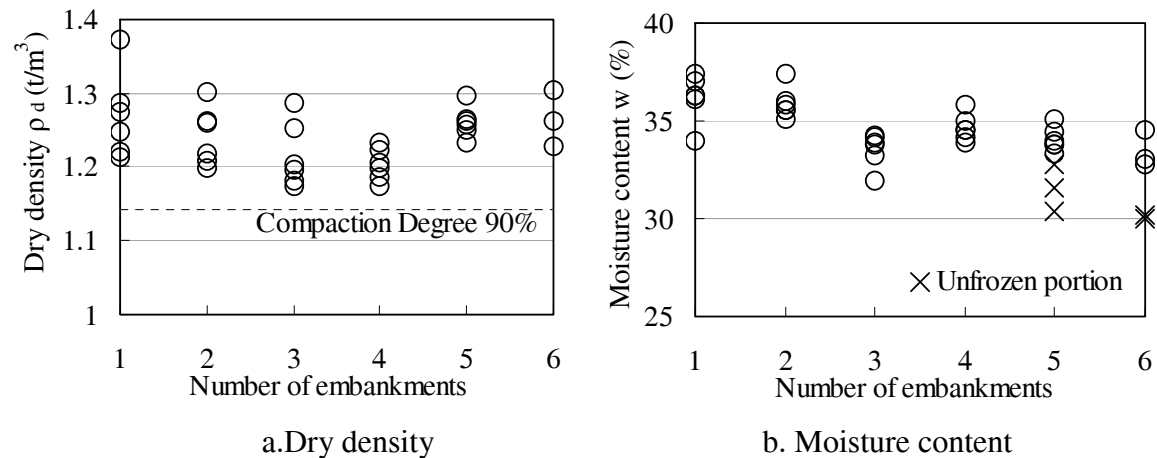 Dry density ρ d (t/m³)
1.4
1.3
1.2
1.1
1
Compaction Degree 90%
1 2 3 4 5 6
Number of embankments
a.Dry density
Moisture content w (%)
40
35
30
25
Unfrozen portion
1 2 3 4 5 6
Number of embankments
b. Moisture content